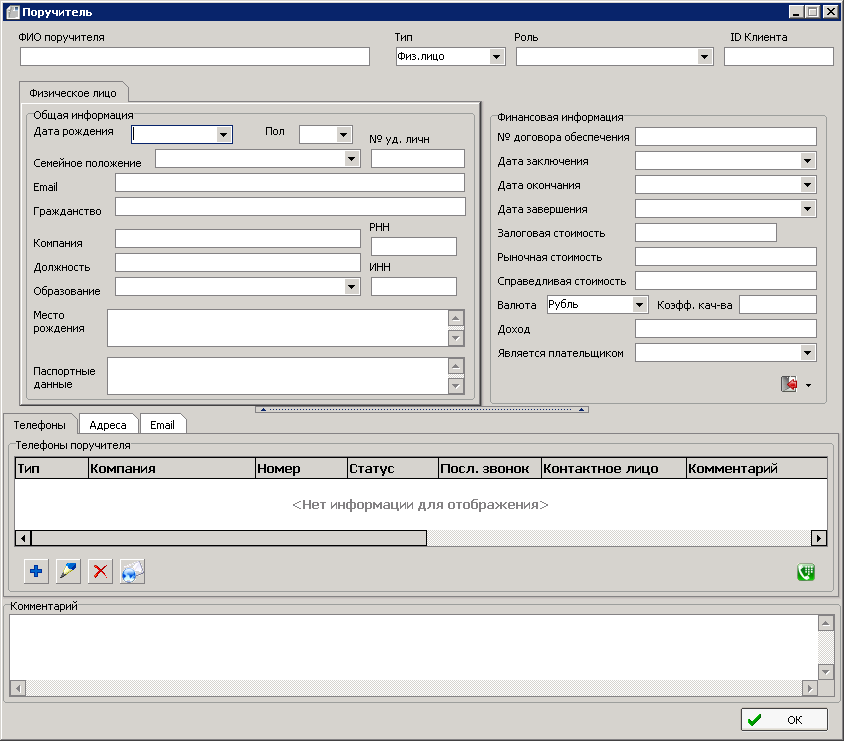 Поручитель
ФИО поручителя Тип Роль ID Клиента
Физ.лицо
Физическое лицо
Общая информация
Дата рождения Пол № уд. личн
Семейное положение
Email
Гражданство
РНН
Компания
Должность ИНН
Образование
Место
рождения
Паспортные
данные
Финансовая информация
№ договора обеспечения
Дата заключения
Дата окончания
Дата завершения
Залоговая стоимость
Рыночная стоимость
Справедливая стоимость
Валюта Рубль Коэфф. кач-ва
Доход
Является плательщиком
Телефоны Адреса Email
Телефоны поручителя
Тип Компания Номер Статус Посл. звонок Контактное лицо Комментарий
<Нет информации для отображения>
Комментарий
OK